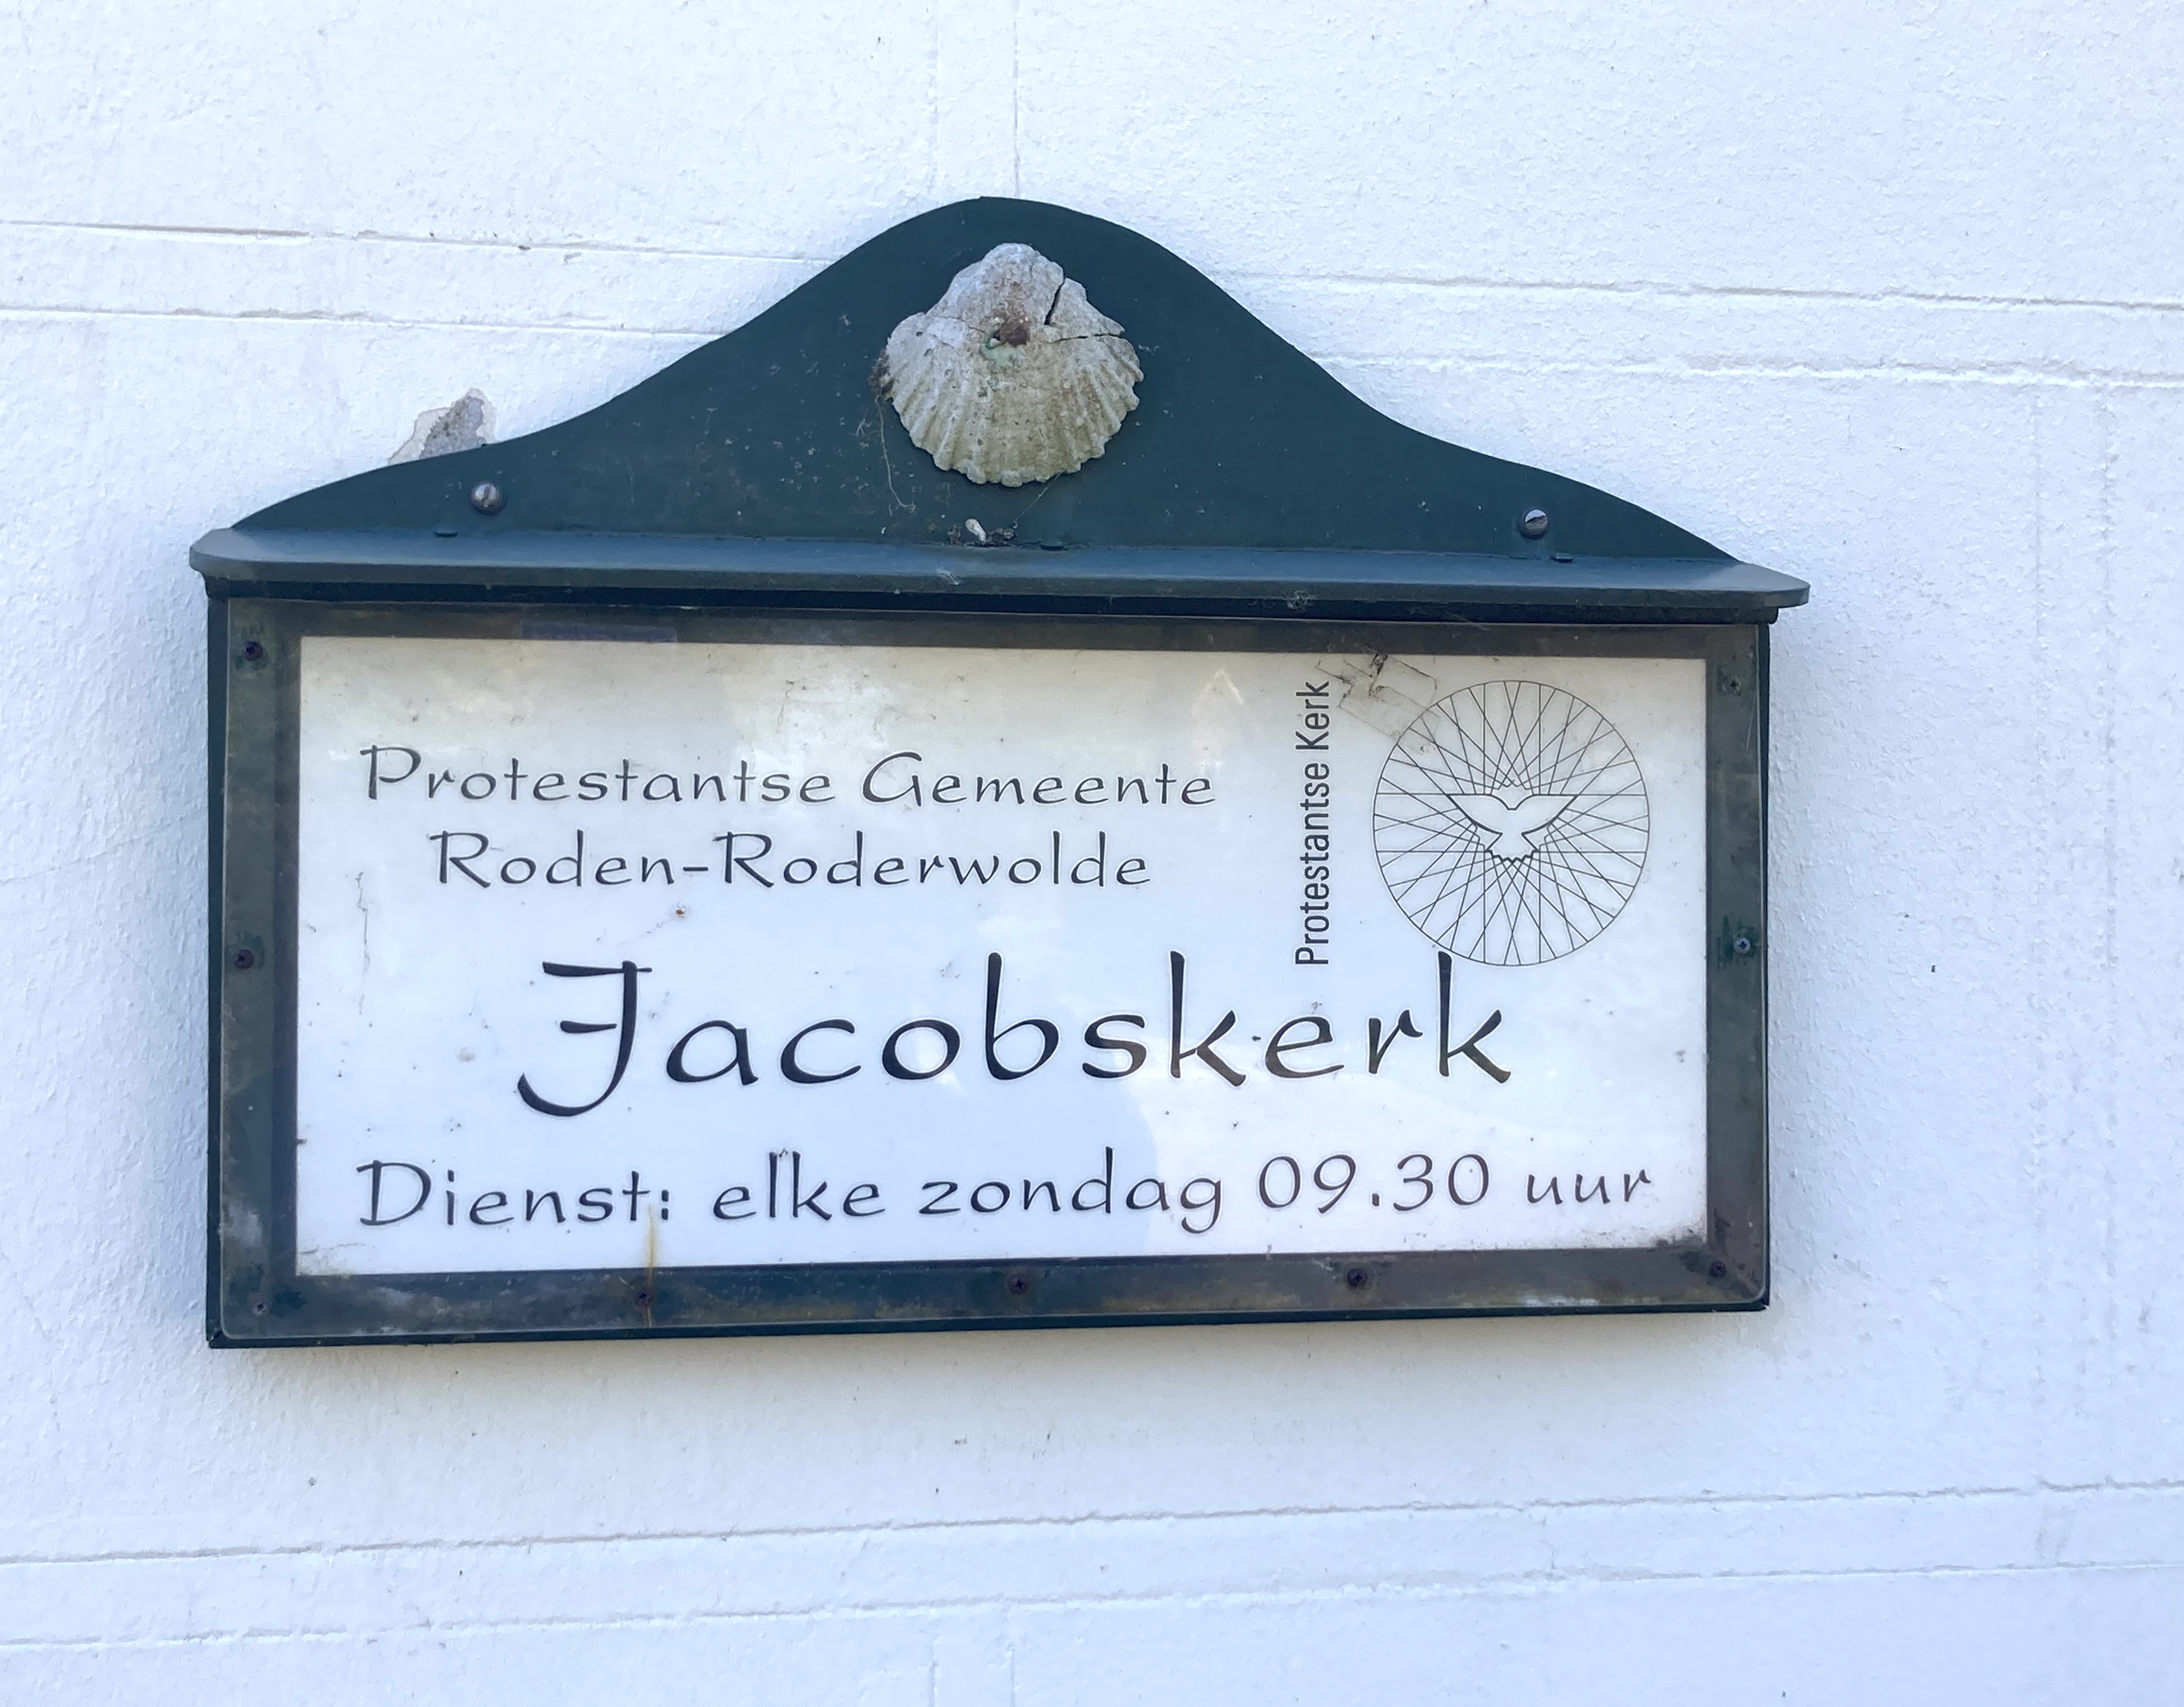 Protestantse Gemeente
Roden-Roderwolde
Protestantse Kerk
Jacobskerk
Dienst: elke zondag 09.30 uur